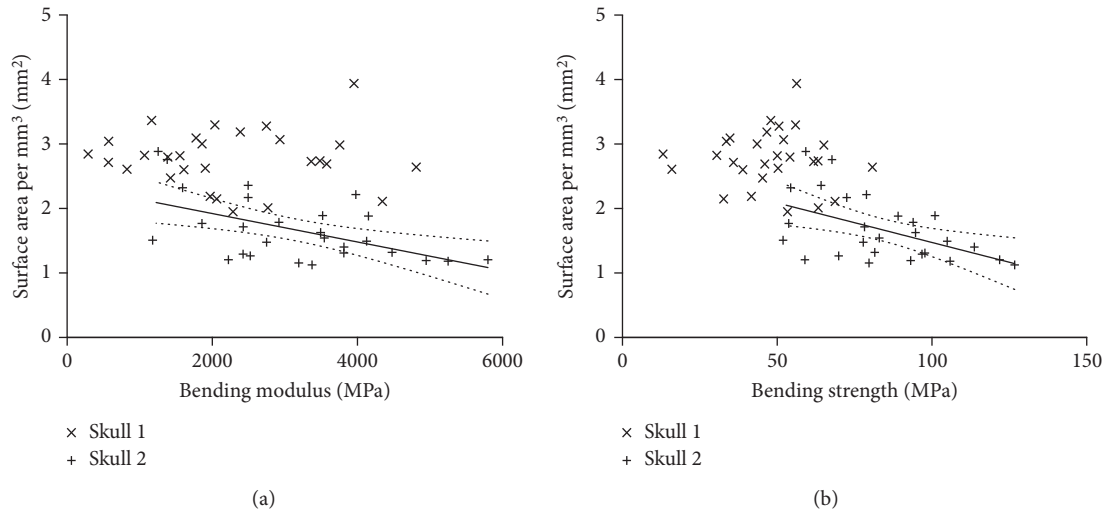 5
4
3
2
1
0
Surface area per mm³ (mm²)
0
2000
4000
6000
Bending modulus (MPa)
Skull 1
Skull 2
(a)
5
4
3
2
1
0
Surface area per mm³ (mm²)
0
50
100
150
Bending strength (MPa)
Skull 1
Skull 2
(b)